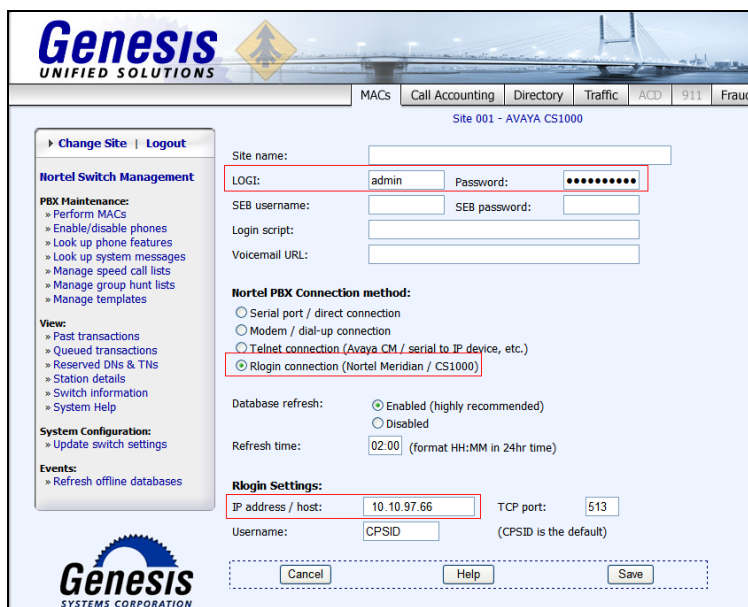 Genesis
UNIFIED SOLUTIONS
MACs Call Accounting Directory Traffic ACD 911 Fraud
Site 001 - AVAYA CS1000
Change Site | Logout
Nortel Switch Management
PBX Maintenance:
» Perform MACs
» Enable/disable phones
» Look up phone features
» Look up system messages
» Manage speed call lists
» Manage group hunt lists
» Manage templates
View:
» Past transactions
» Queued transactions
» Reserved DNs & TNs
» Station details
» Switch information
» System Help
System Configuration:
» Update switch settings
Events:
» Refresh offline databases
Genesis
SYSTEMS CORPORATION
Site name:
LOGI: admin Password: ••••••••••
SEB username: SEB password:
Login script:
Voicemail URL:
Nortel PBX Connection method:
Serial port / direct connection
Modem / dial-up connection
Telnet connection (Avaya CM / serial to IP device, etc.)
Rlogin connection (Nortel Meridian / CS1000)
Database refresh: Enabled (highly recommended)
Disabled
Refresh time: 02:00 (format HH:MM in 24hr time)
Rlogin Settings:
IP address / host: 10.10.97.66 TCP port: 513
Username: CPSID (CPSID is the default)
Cancel Help Save